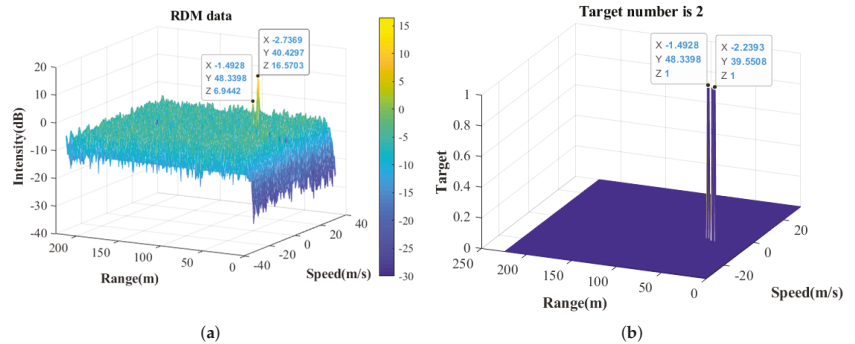 RDM data
X -1.4928
Y 48.3398
Z 6.9442
X -2.7369
Y 40.4297
Z 16.5703
20
10
0
-10
-20
-30
-40
Intensity(dB)
200
150
100
50
0
Range(m)
-40
-20
0
20
40
Speed(m/s)
15
10
5
0
-5
-10
-15
-20
-25
-30
(a)
Target number is 2
X -1.4928
Y 48.3398
Z 1
X -2.2393
Y 39.5508
Z 1
1
0.8
0.6
0.4
0.2
0
Target
250
200
150
100
50
0
Range(m)
-20
0
20
Speed(m/s)
(b)